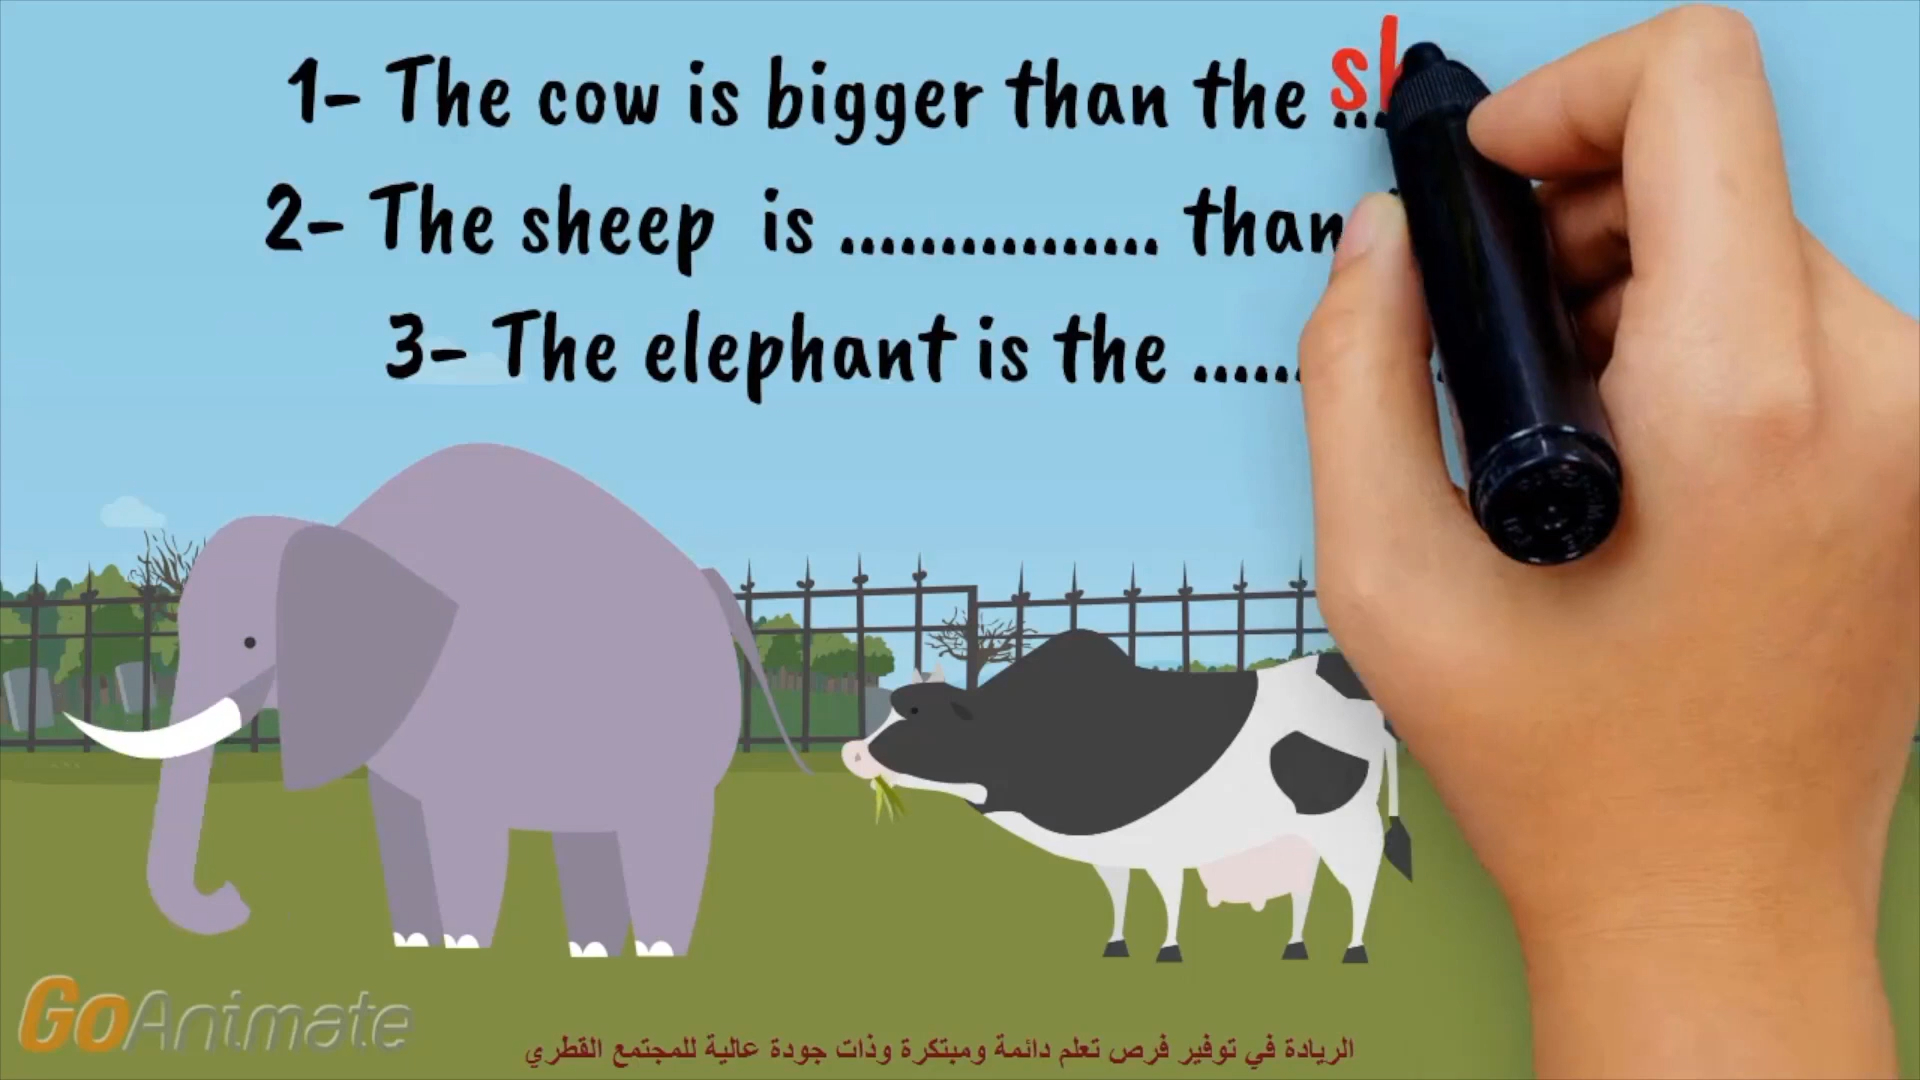 1- The cow is bigger than the sh...
2- The sheep is ................ than
3- The elephant is the ......
GoAnimate
الريادة في توفير فرص تعلم دائمة ومبتكرة وذات جودة عالية للمجتمع القطري